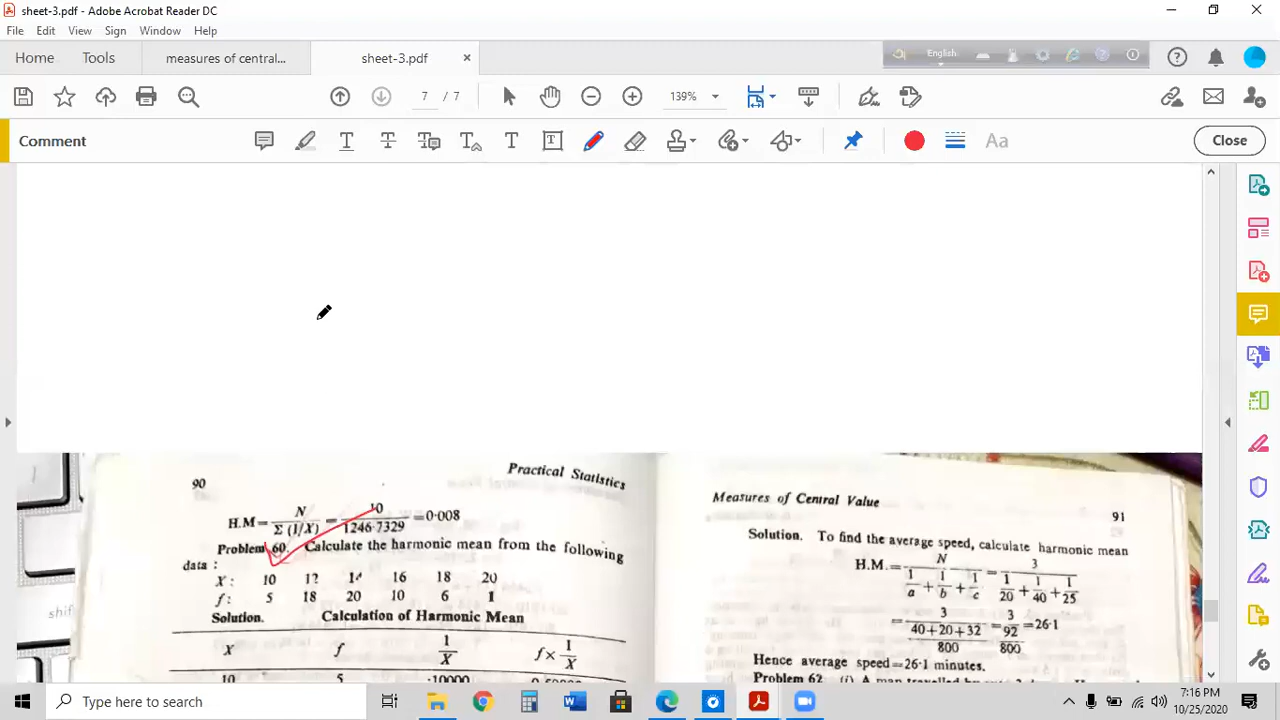 sheet-3.pdf - Adobe Acrobat Reader DC
File Edit View Sign Window Help
Home Tools measures of central... sheet-3.pdf × English
7 / 7 139%
Comment Close
90 Practical Statistics
H.M = N / Σ (1/X) = 10 / 1246·7329 = 0·008
Problem 60. Calculate the harmonic mean from the following
data :
X : 10 12 14 16 18 20
f : 5 18 20 10 6 1
Solution. Calculation of Harmonic Mean
X f 1/X f × 1/X
10 5 ·10000
Measures of Central Value 91
Solution. To find the average speed, calculate harmonic mean
H.M. = N / (1/a + 1/b + 1/c) = 3 / (1/20 + 1/40 + 1/25)
= 3 / ((40+20+32)/800) = 3 / (92/800) = 26·1
Hence average speed = 26·1 minutes.
Problem 62. (i) A man travelled by
shif
Type here to search
7:16 PM
10/25/2020